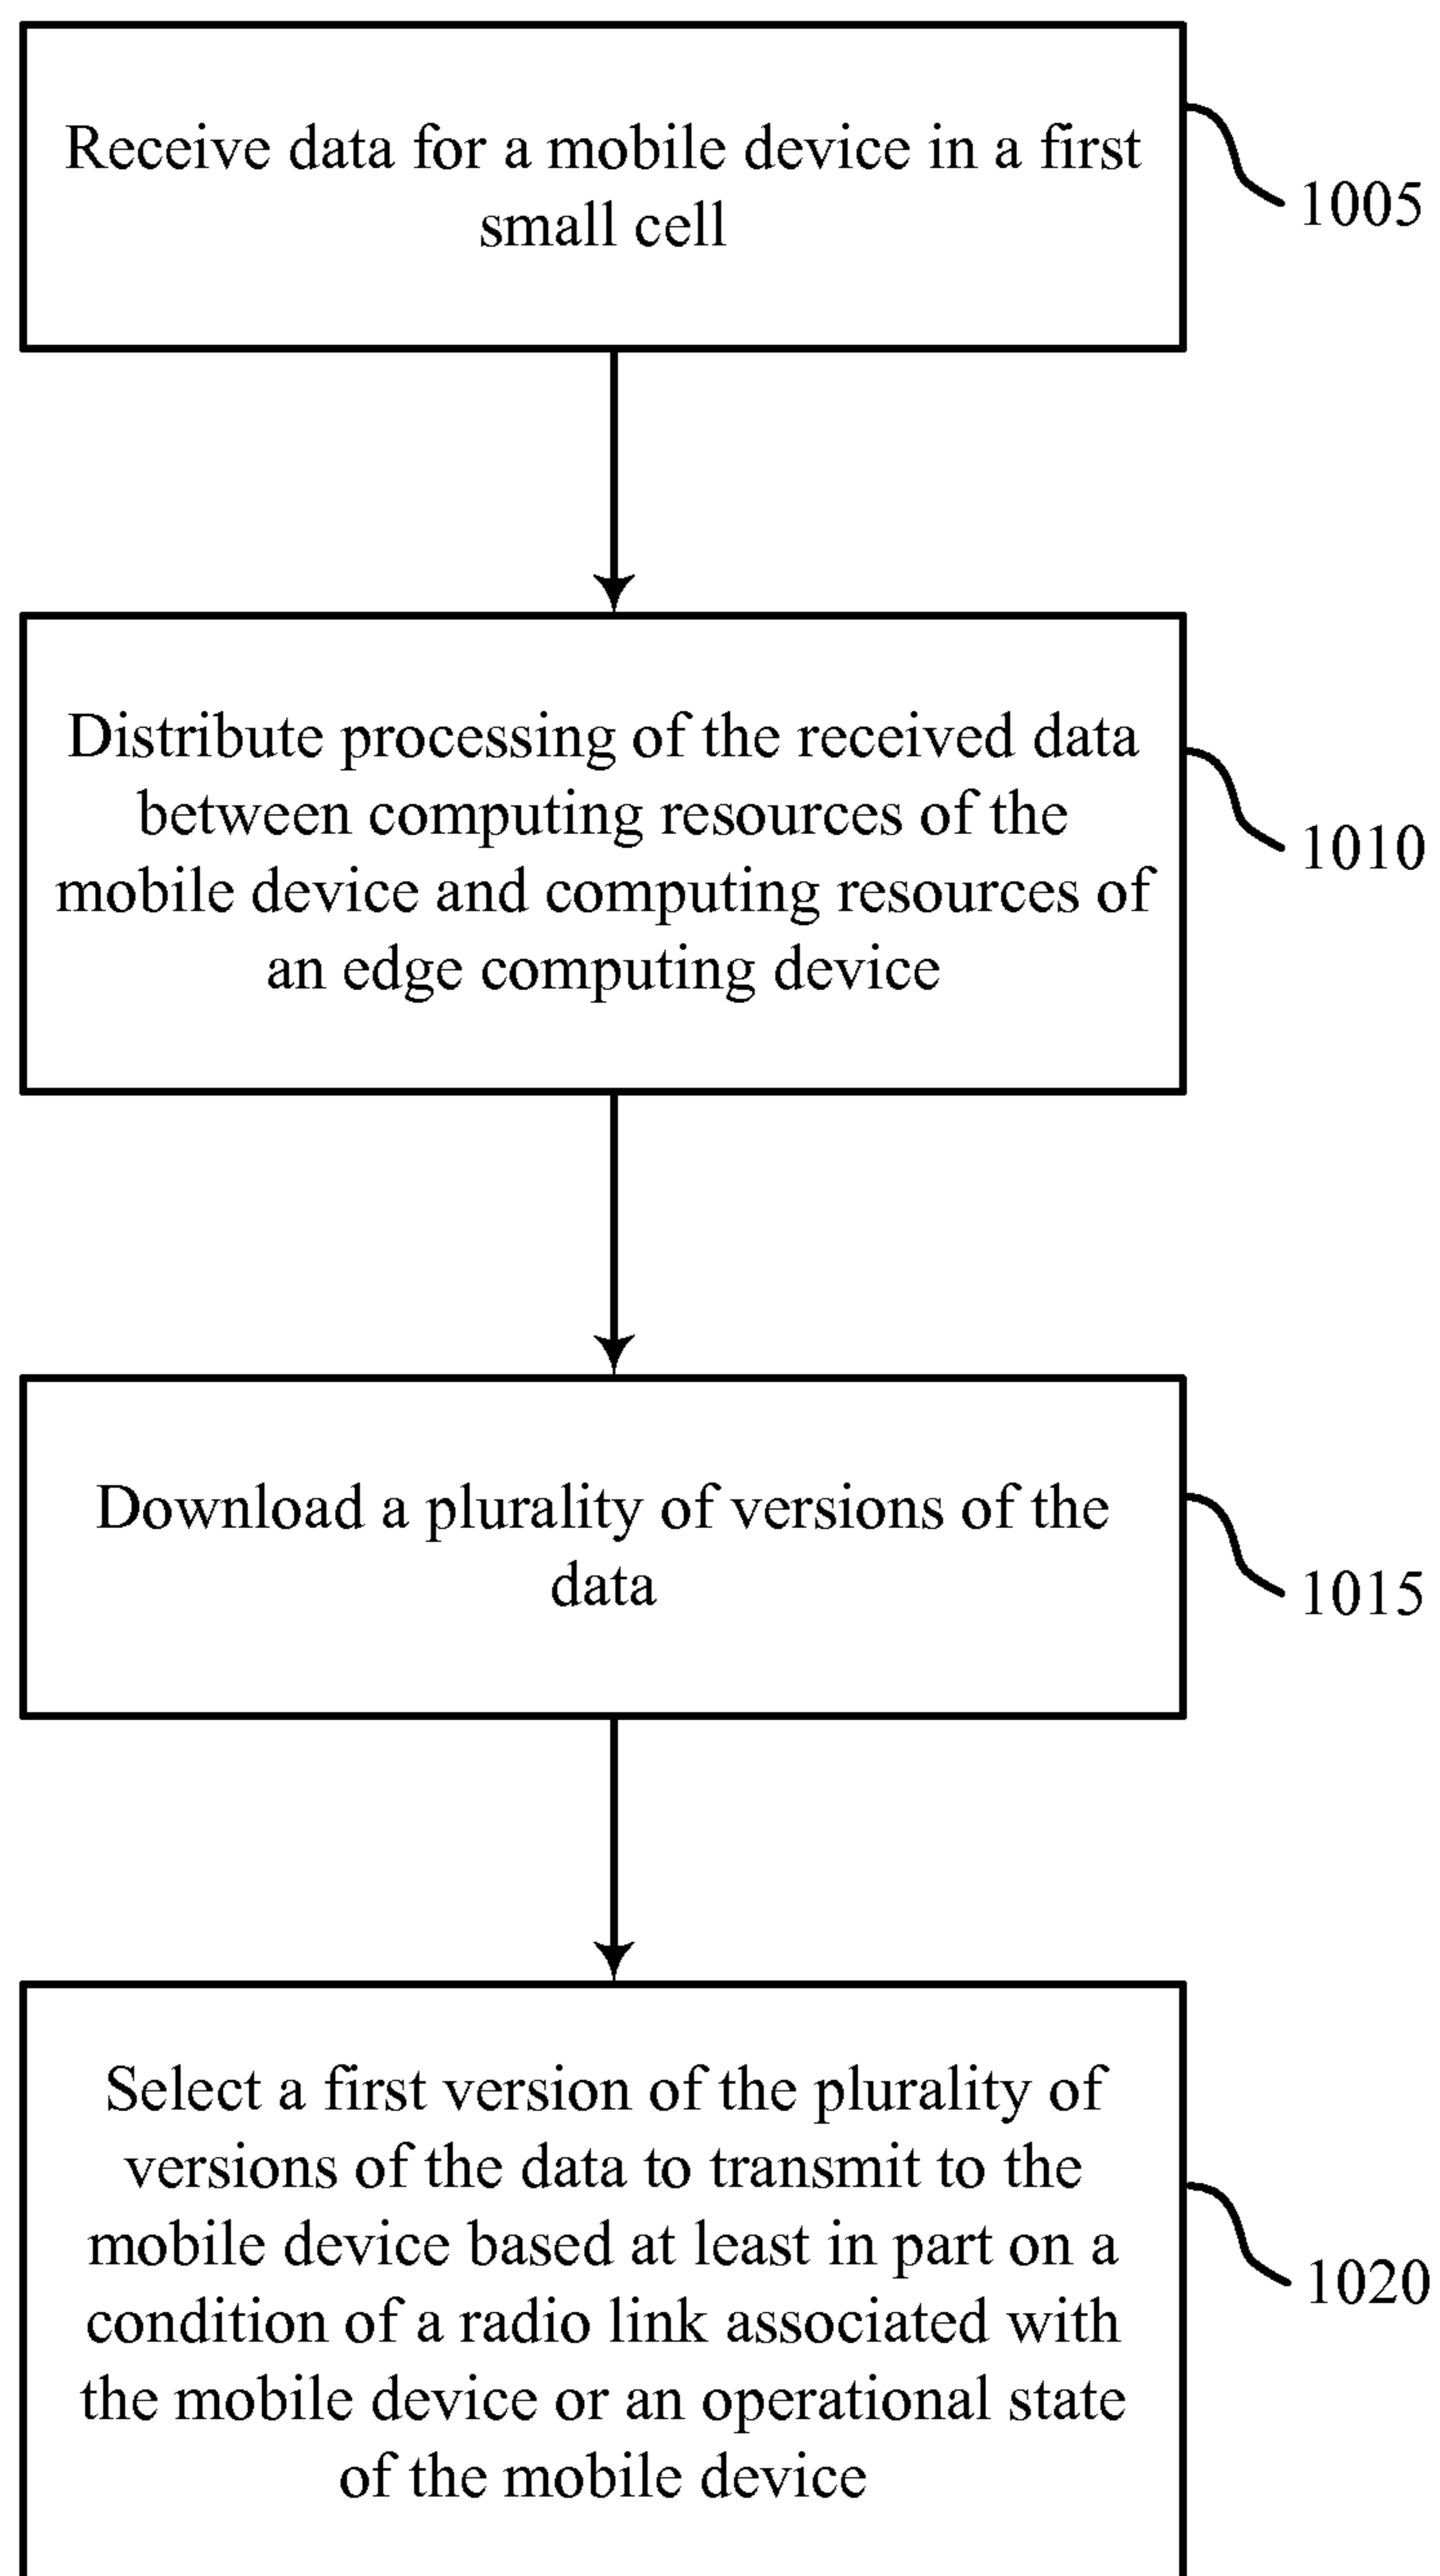 Receive data for a mobile device in a first
small cell
1005
Distribute processing of the received data
between computing resources of the
mobile device and computing resources of
an edge computing device
1010
Download a plurality of versions of the
data
1015
Select a first version of the plurality of
versions of the data to transmit to the
mobile device based at least in part on a
condition of a radio link associated with
the mobile device or an operational state
of the mobile device
1020